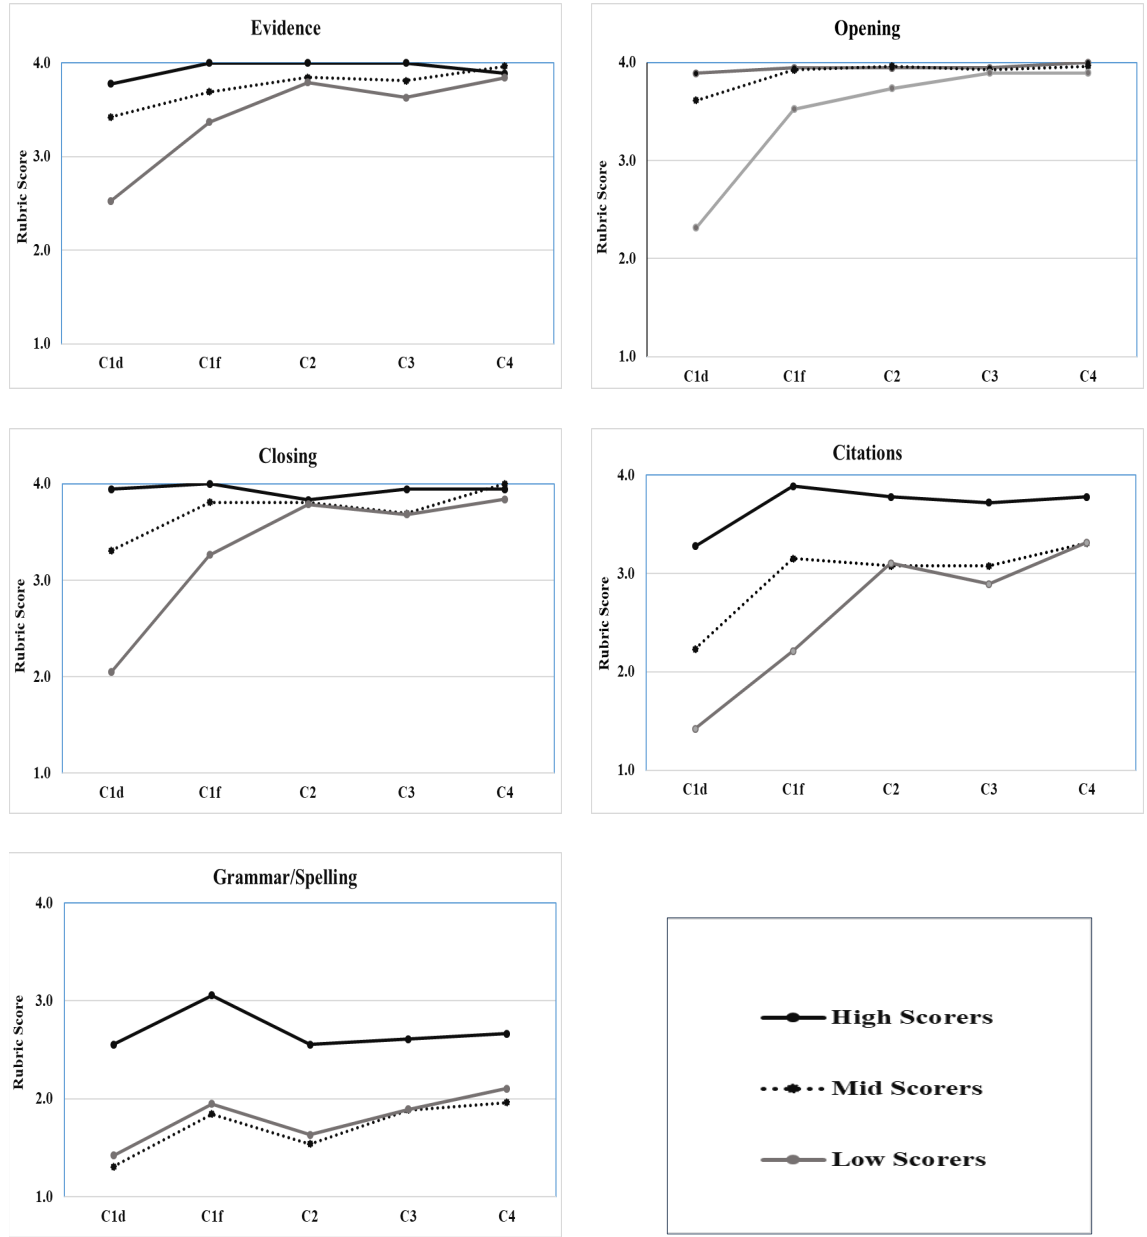 Evidence
4.0
3.0
2.0
1.0
Rubric Score
C1d C1f C2 C3 C4
Opening
4.0
3.0
2.0
1.0
Rubric Score
C1d C1f C2 C3 C4
Closing
4.0
3.0
2.0
1.0
Rubric Score
C1d C1f C2 C3 C4
Citations
4.0
3.0
2.0
1.0
Rubric Score
C1d C1f C2 C3 C4
Grammar/Spelling
4.0
3.0
2.0
1.0
Rubric Score
C1d C1f C2 C3 C4
High Scorers
Mid Scorers
Low Scorers